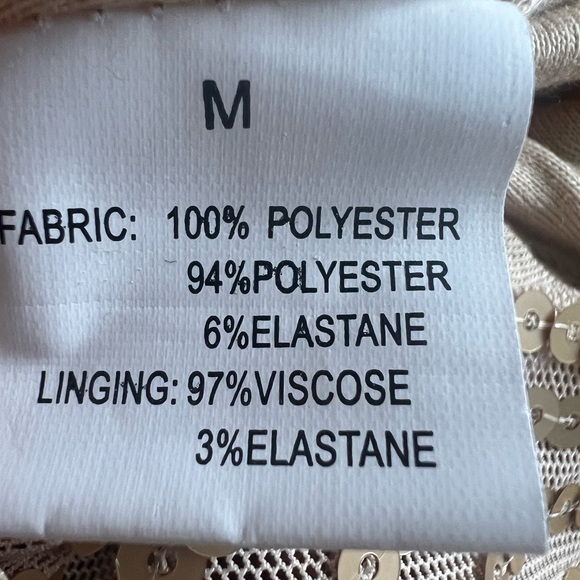 M
FABRIC: 100% POLYESTER
94%POLYESTER
6%ELASTANE
LINGING: 97%VISCOSE
3%ELASTANE